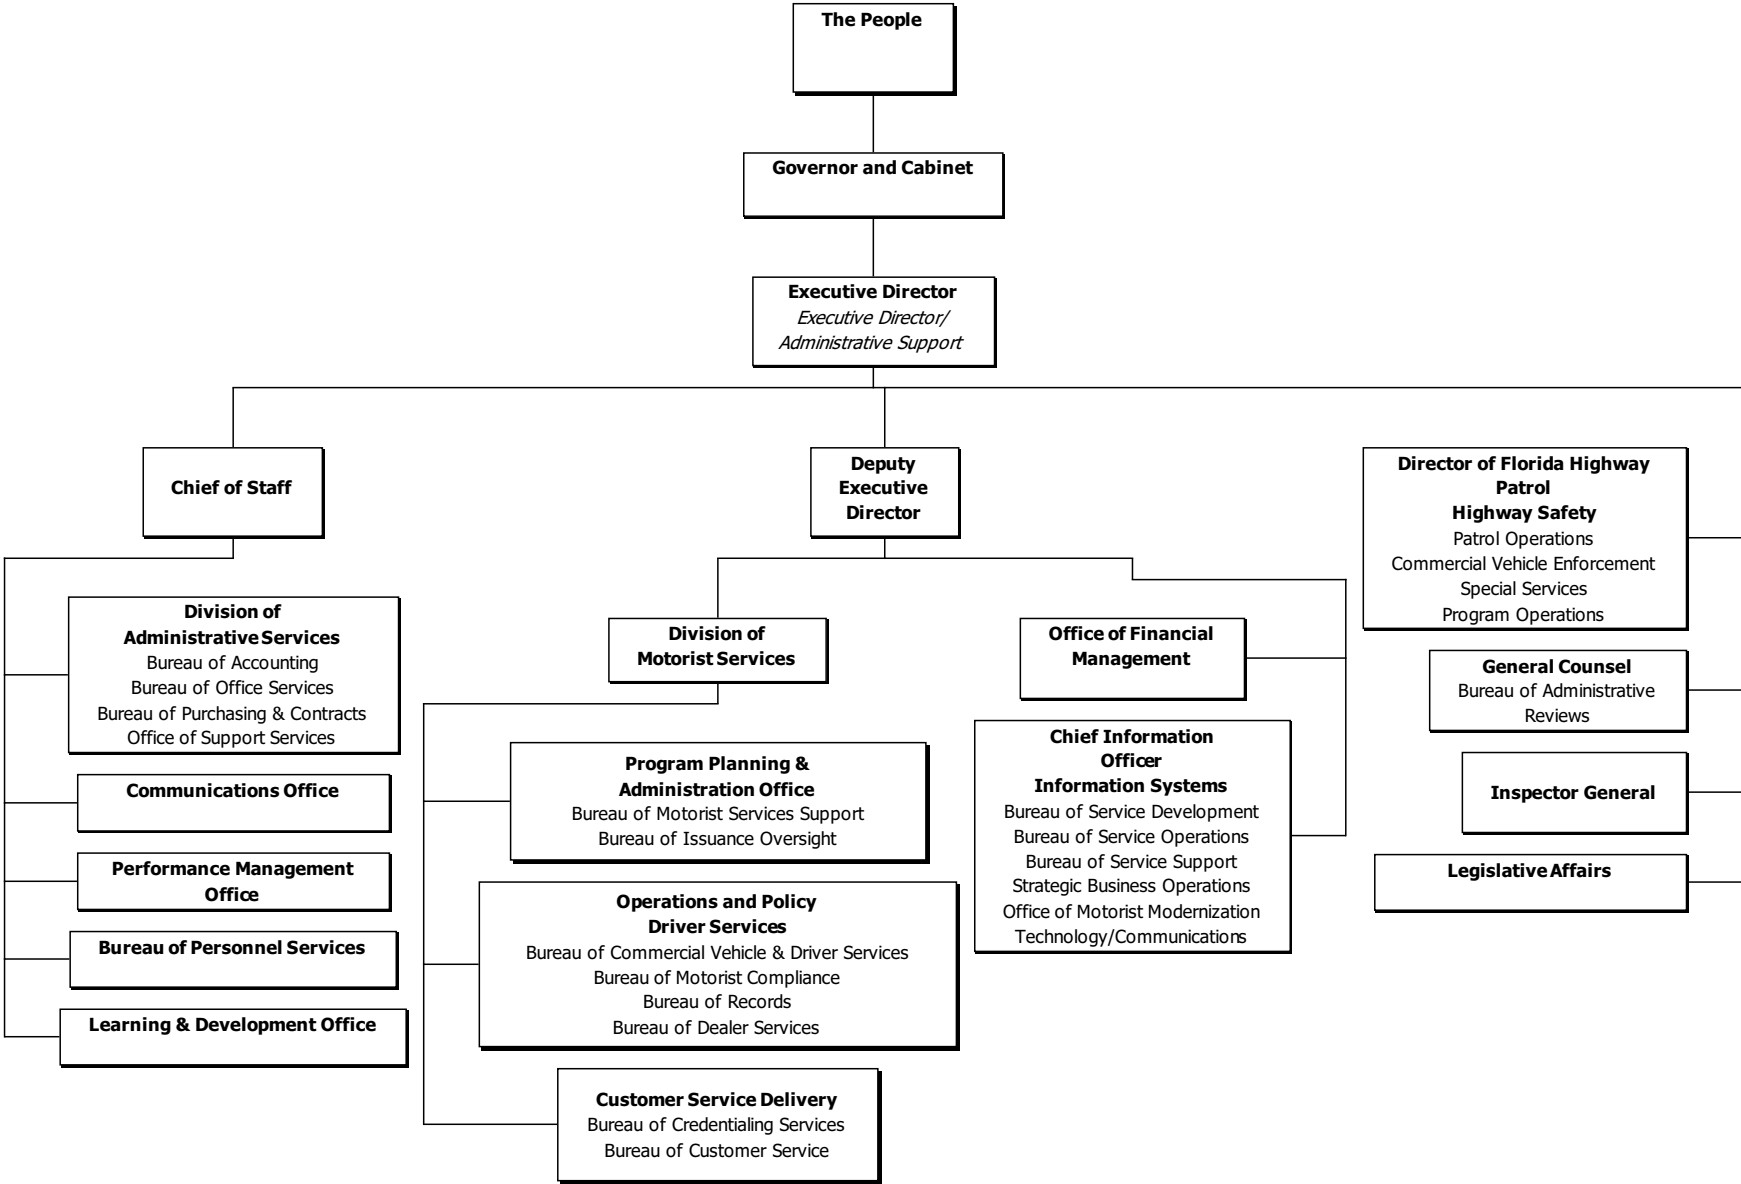 The People
Governor and Cabinet
Executive Director
Executive Director/
Administrative Support
Chief of Staff
Deputy
Executive
Director
Director of Florida Highway
Patrol
Highway Safety
Patrol Operations
Commercial Vehicle Enforcement
Special Services
Program Operations
Division of
Administrative Services
Bureau of Accounting
Bureau of Office Services
Bureau of Purchasing & Contracts
Office of Support Services
Communications Office
Performance Management
Office
Bureau of Personnel Services
Learning & Development Office
Division of
Motorist Services
Program Planning &
Administration Office
Bureau of Motorist Services Support
Bureau of Issuance Oversight
Operations and Policy
Driver Services
Bureau of Commercial Vehicle & Driver Services
Bureau of Motorist Compliance
Bureau of Records
Bureau of Dealer Services
Customer Service Delivery
Bureau of Credentialing Services
Bureau of Customer Service
Office of Financial
Management
Chief Information
Officer
Information Systems
Bureau of Service Development
Bureau of Service Operations
Bureau of Service Support
Strategic Business Operations
Office of Motorist Modernization
Technology/Communications
General Counsel
Bureau of Administrative
Reviews
Inspector General
Legislative Affairs